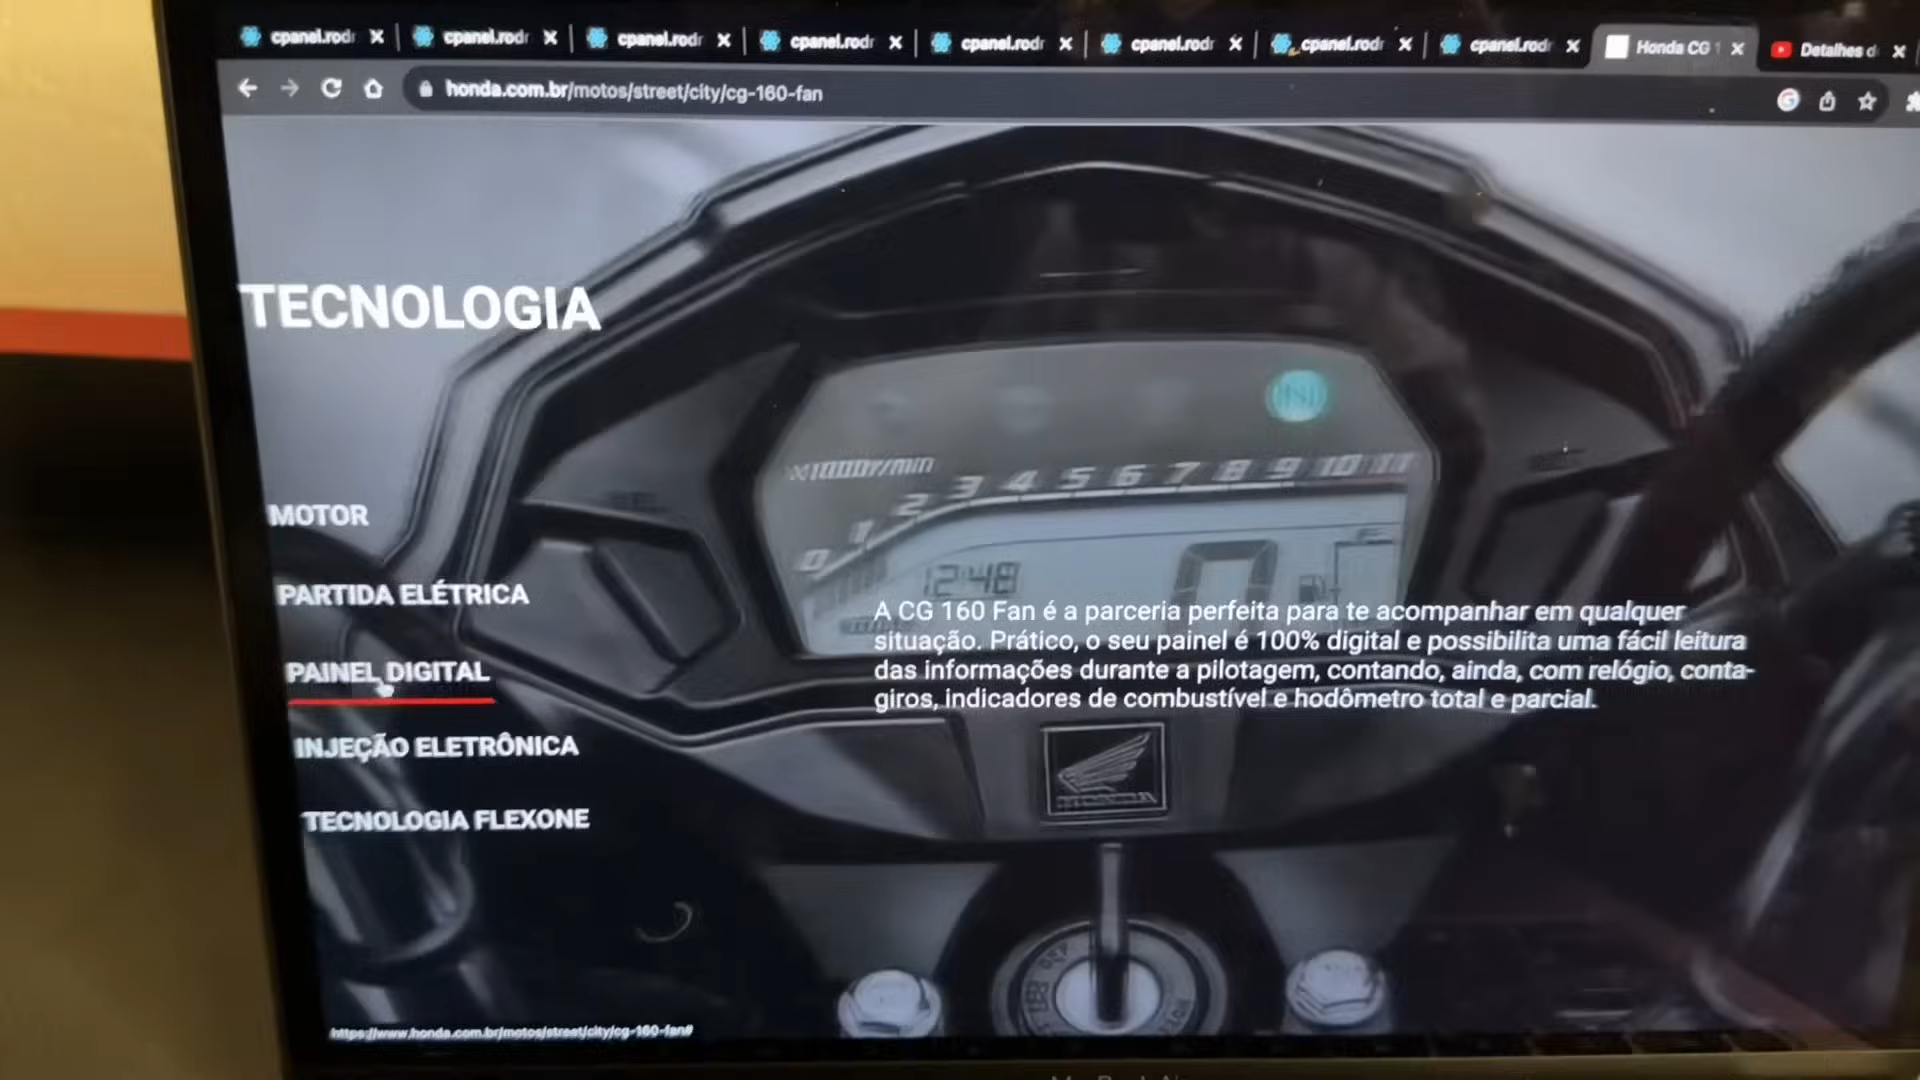 cpanel.rodr
cpanel.rodr
cpanel.rodr
cpanel.rodr
cpanel.rodr
cpanel.rodr
cpanel.rodr
cpanel.rod
Honda CG 1
Detalhes d
honda.com.br/motos/street/city/cg-160-fan
TECNOLOGIA
N
x1000r/min
0 1 2 3 4 5 6 7 8 9 10 11
MOTOR
12:48
0
PARTIDA ELÉTRICA
PAINEL DIGITAL
INJEÇÃO ELETRÔNICA
TECNOLOGIA FLEXONE
A CG 160 Fan é a parceria perfeita para te acompanhar em qualquer
situação. Prático, o seu painel é 100% digital e possibilita uma fácil leitura
das informações durante a pilotagem, contando, ainda, com relógio, conta-
giros, indicadores de combustível e hodômetro total e parcial.
HONDA
https://www.honda.com.br/motos/street/city/cg-160-fan#